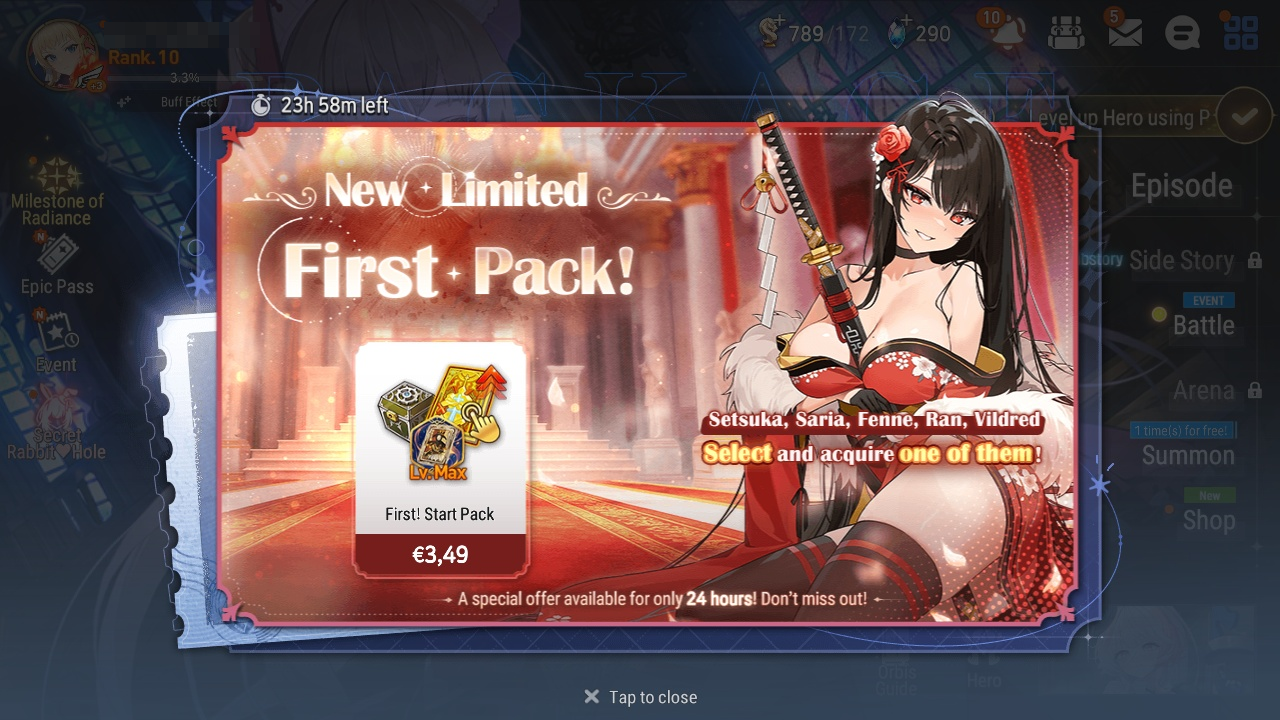 Rank.10
3.3%
Buff Effect
789/172
290
10
5
23h 58m left
PACKAGE
evel up Hero using P
New Limited
First Pack!
Milestone of
Radiance
N
Epic Pass
N
Event
Secret
Rabbit Hole
Episode
bstory
Side Story
EVENT
Battle
Arena
1 time(s) for free!
Summon
New
Shop
Setsuka, Saria, Fenne, Ran, Vildred
Select and acquire one of them!
Lv.Max
First! Start Pack
€3,49
A special offer available for only 24 hours! Don't miss out!
Orbis
Guide
Hero
Tap to close